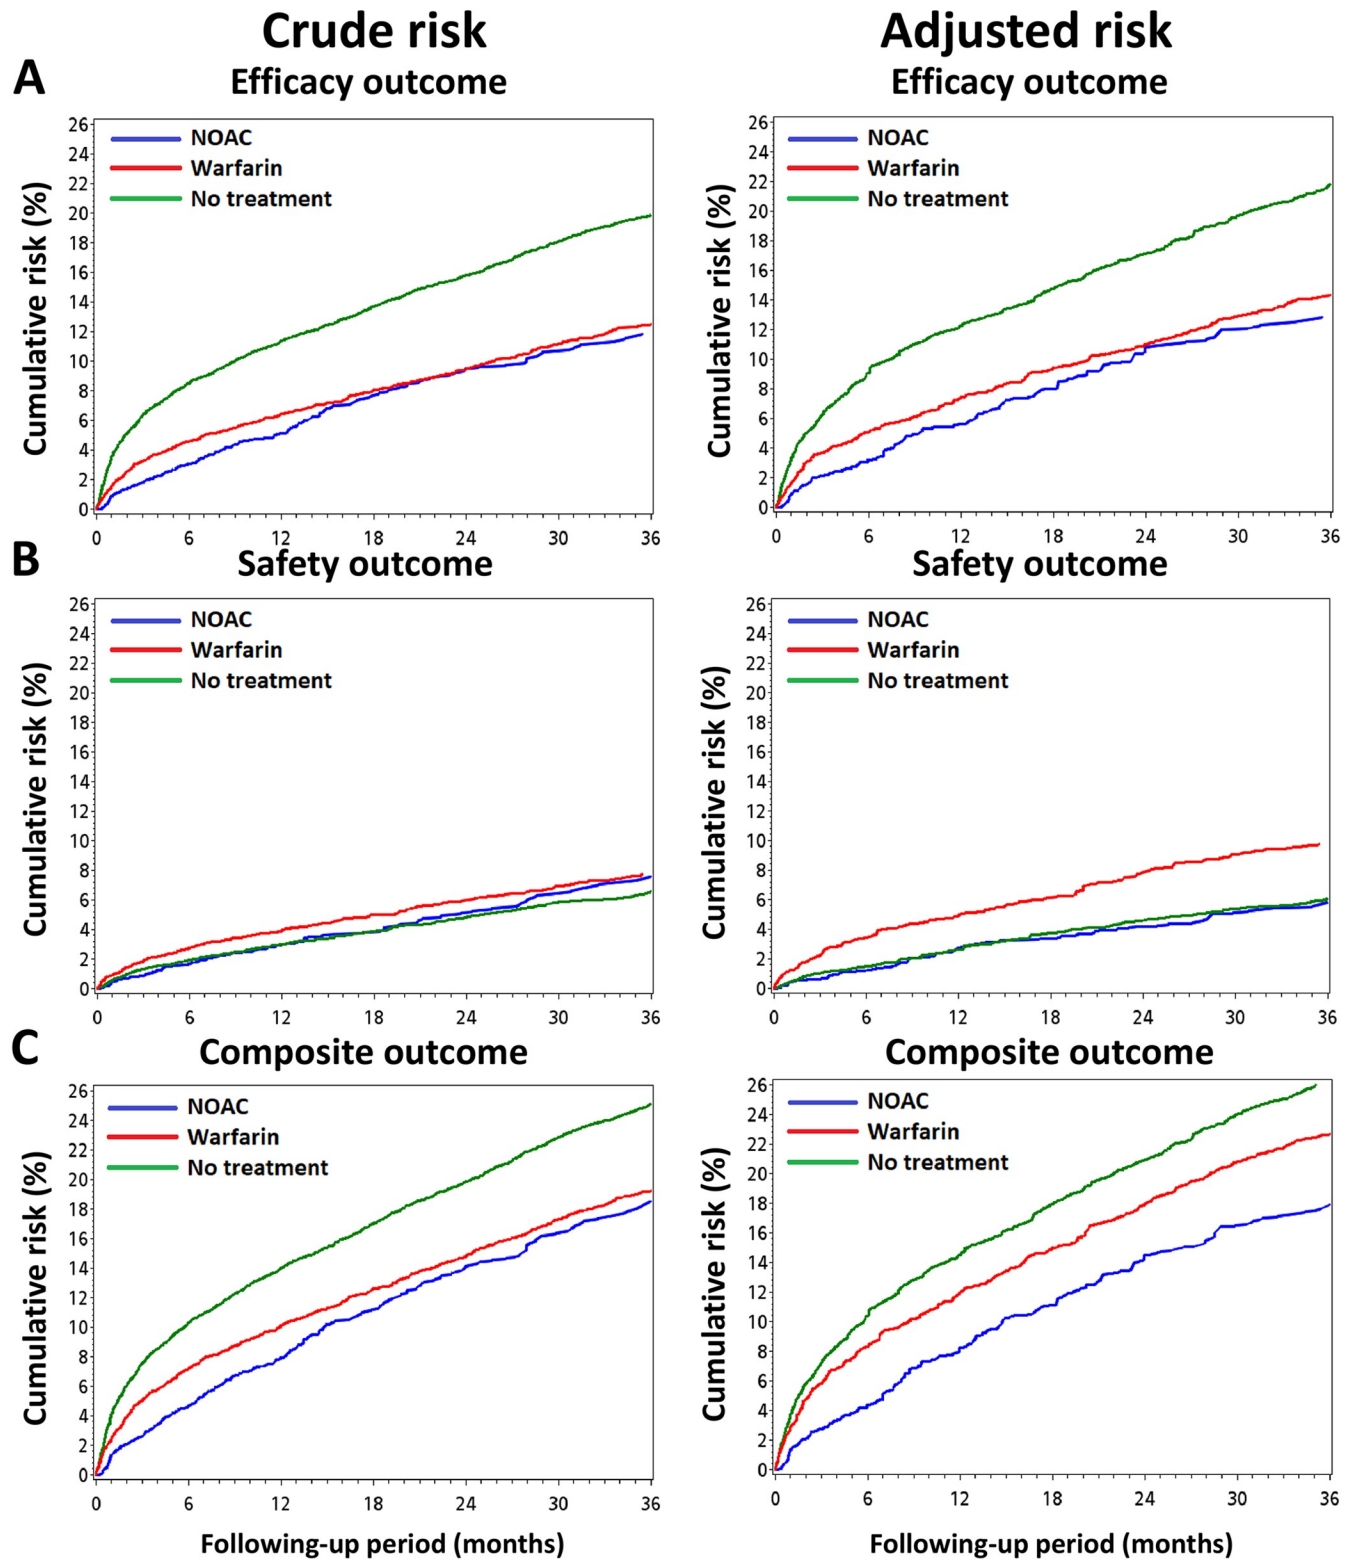 Crude risk
Adjusted risk
A
Efficacy outcome
Efficacy outcome
Cumulative risk (%)
26
24
22
20
18
16
14
12
10
8
6
4
2
0
NOAC
Warfarin
No treatment
0 6 12 18 24 30 36
Cumulative risk (%)
26
24
22
20
18
16
14
12
10
8
6
4
2
0
NOAC
Warfarin
No treatment
0 6 12 18 24 30 36
B
Safety outcome
Safety outcome
Cumulative risk (%)
26
24
22
20
18
16
14
12
10
8
6
4
2
0
NOAC
Warfarin
No treatment
0 6 12 18 24 30 36
Cumulative risk (%)
26
24
22
20
18
16
14
12
10
8
6
4
2
0
NOAC
Warfarin
No treatment
0 6 12 18 24 30 36
C
Composite outcome
Composite outcome
Cumulative risk (%)
26
24
22
20
18
16
14
12
10
8
6
4
2
0
NOAC
Warfarin
No treatment
0 6 12 18 24 30 36
Following-up period (months)
Cumulative risk (%)
26
24
22
20
18
16
14
12
10
8
6
4
2
0
NOAC
Warfarin
No treatment
0 6 12 18 24 30 36
Following-up period (months)